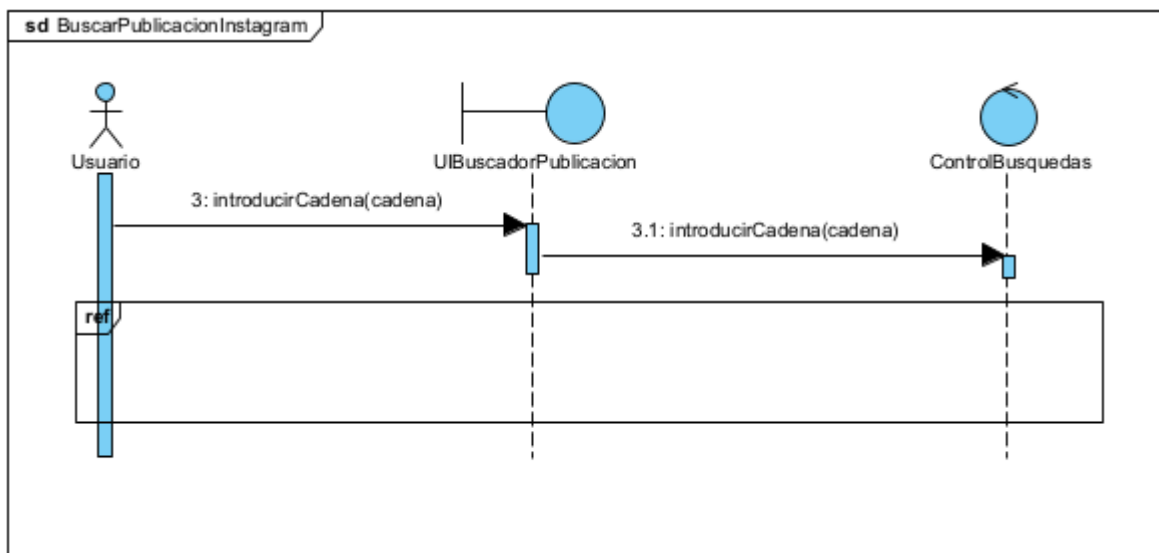 sd BuscarPublicacionInstagram
Usuario
UIBuscadorPublicacion
ControlBusquedas
3: introducirCadena(cadena)
3.1: introducirCadena(cadena)
ref